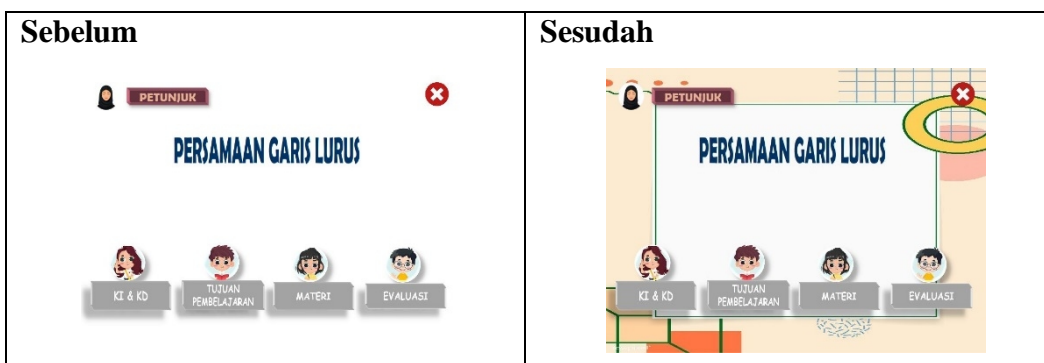 Sebelum
PETUNJUK
PERSAMAAN GARIS LURUS
KI & KD
TUJUAN
PEMBELAJARAN
MATERI
EVALUASI
Sesudah
PETUNJUK
PERSAMAAN GARIS LURUS
KI & KD
TUJUAN
PEMBELAJARAN
MATERI
EVALUASI